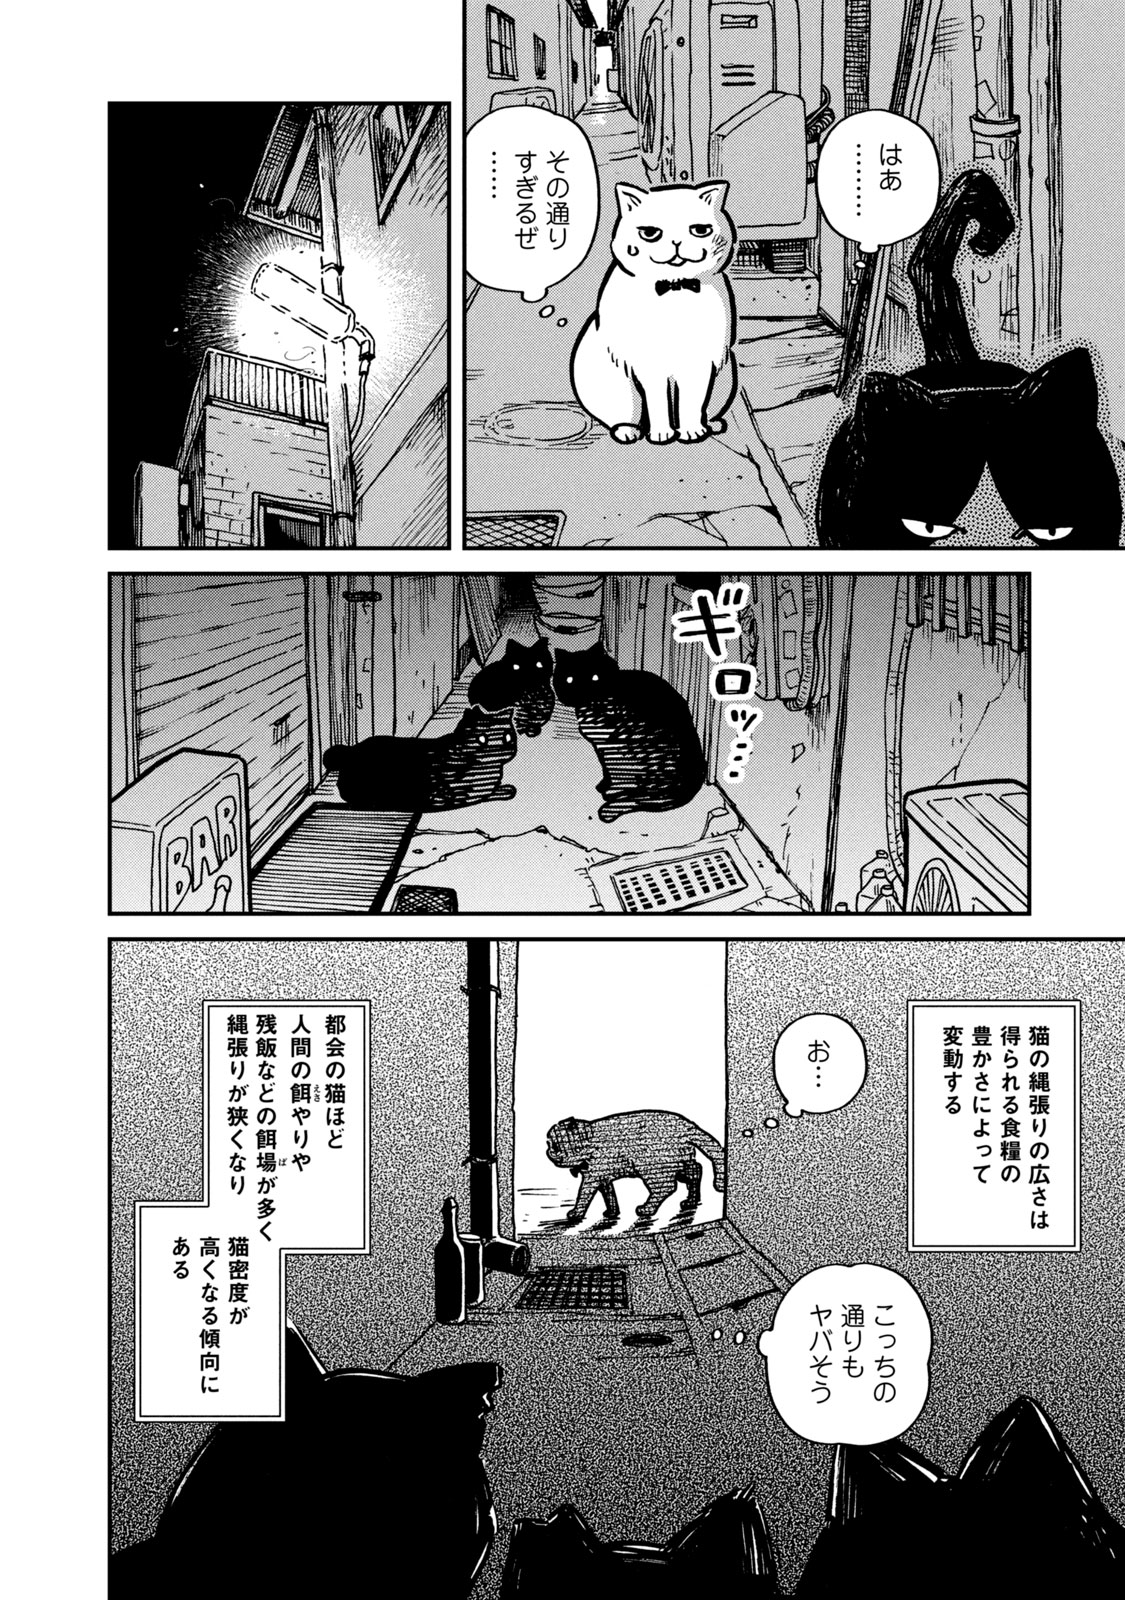 はあ
………
その通り
すぎるぜ
……
ギロッ…
BAR
猫の縄張りの広さは
得られる食糧の
豊かさによって
変動する
お…
こっちの
通りも
ヤバそう
都会の猫ほど
人間の餌やりや
えさ
残飯などの餌場が多く
ば
縄張りが狭くなり
猫密度が
高くなる傾向に
ある